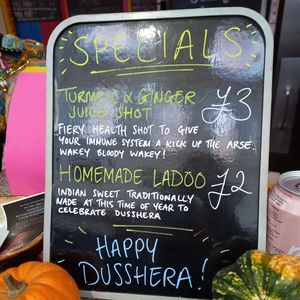 SPECIALS
TURMERIC & GINGER
JUICE SHOT £3
FIERY HEALTH SHOT TO GIVE
YOUR IMMUNE SYSTEM A KICK UP THE ARSE.
WAKEY BLOODY WAKEY!
HOMEMADE LADOO £2
INDIAN SWEET TRADITIONALLY
MADE AT THIS TIME OF YEAR TO
CELEBRATE DUSSHERA
HAPPY
DUSSHERA!